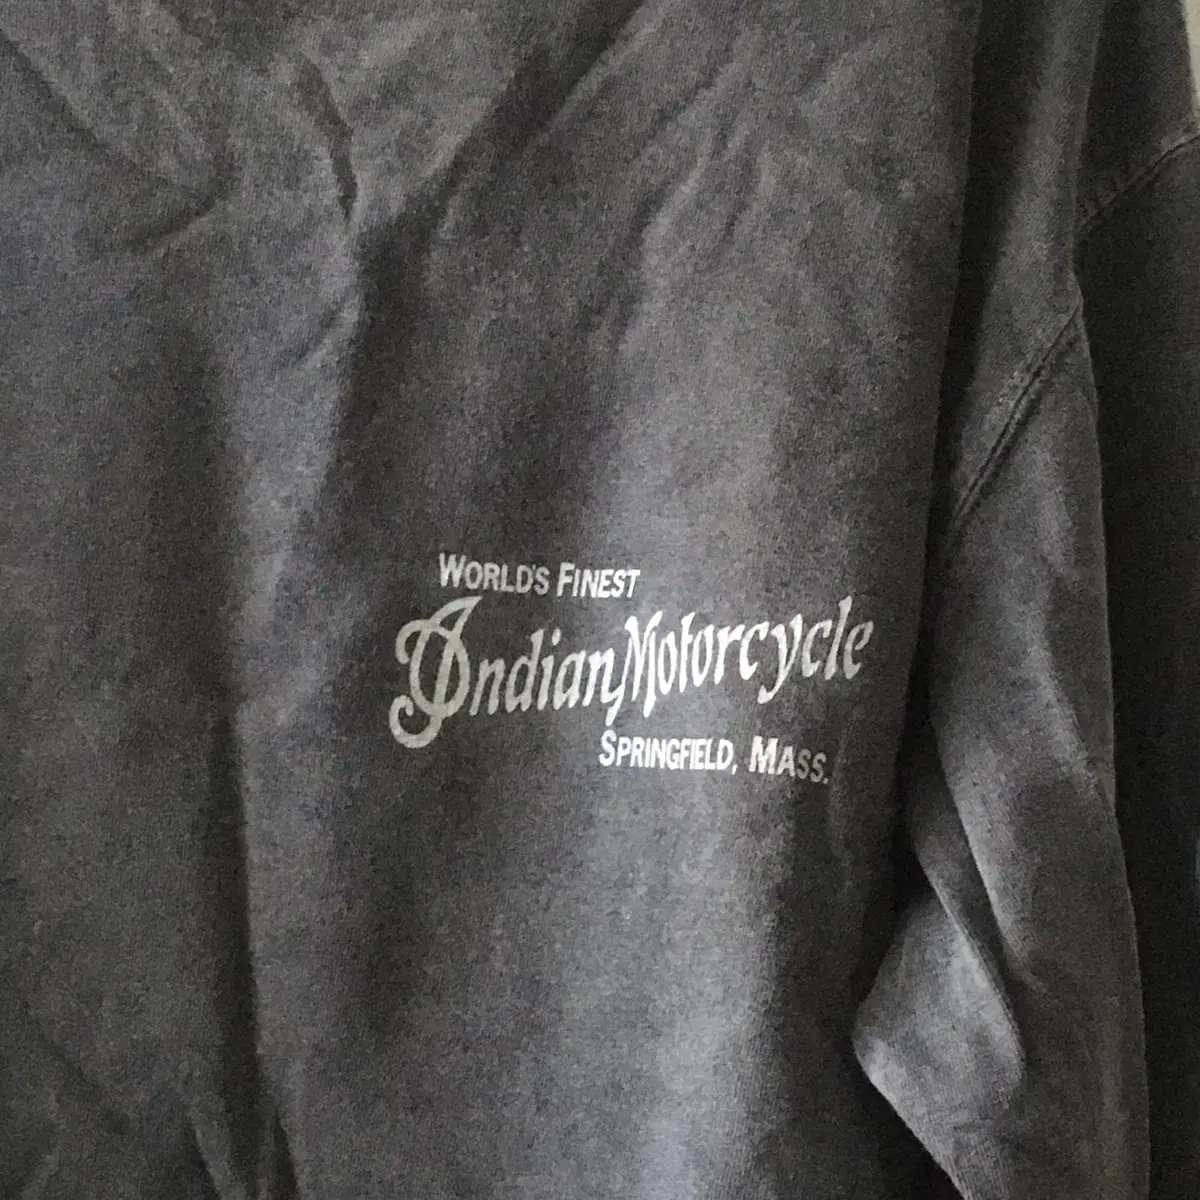 WORLD'S FINEST
Indian Motorcycle
SPRINGFIELD, MASS.